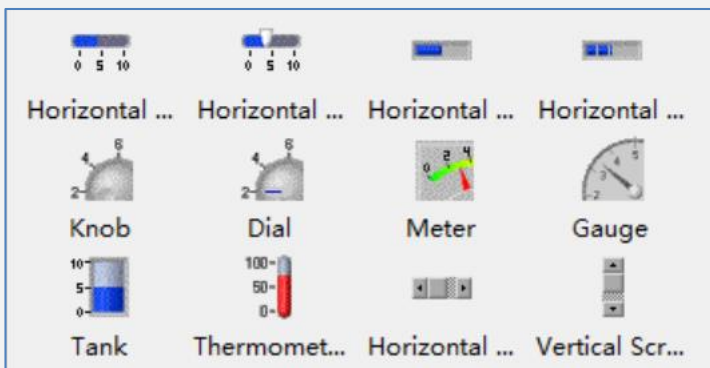 0 5 10 0 5 10
Horizontal ... Horizontal ... Horizontal ... Horizontal ...
2 4 6 2 4 6 0 2 4 2 3 4 5
Knob Dial Meter Gauge
10 5 0 100 50 0
Tank Thermomet... Horizontal ... Vertical Scr...